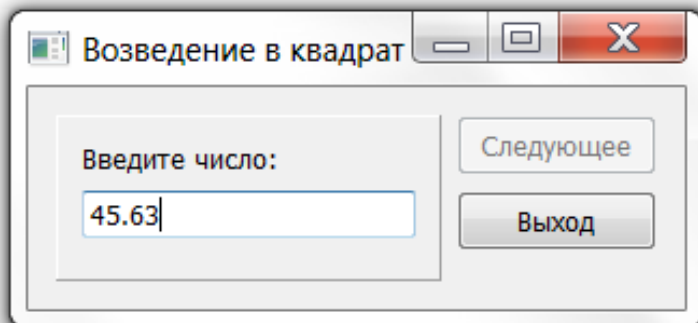 Возведение в квадрат
Введите число:
45.63
Следующее
Выход